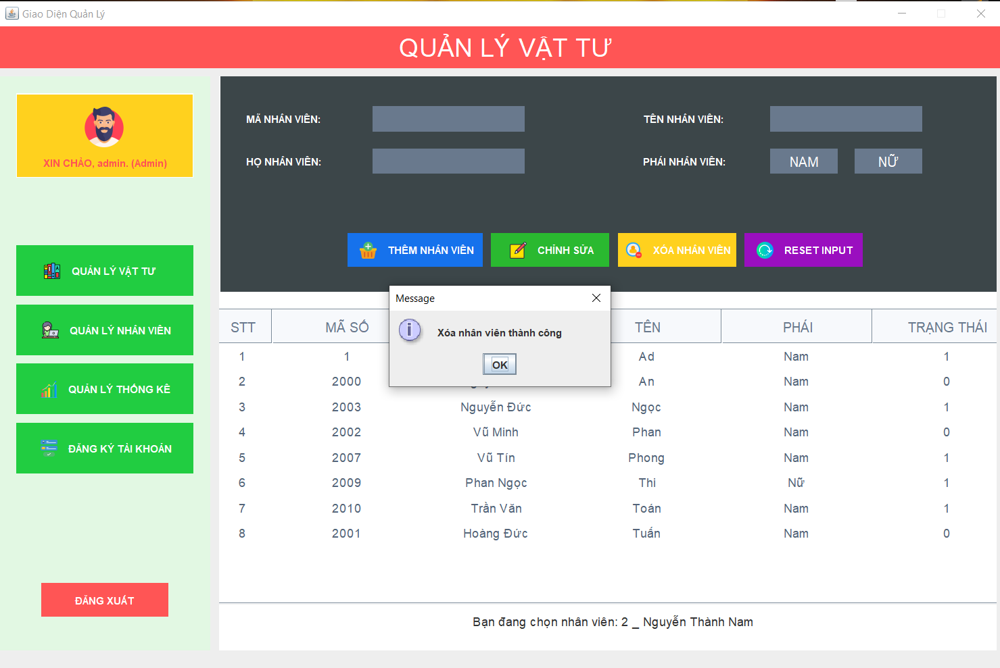 Giao Diện Quản Lý
QUẢN LÝ VẬT TƯ
XIN CHÀO, admin. (Admin)
QUẢN LÝ VẬT TƯ
QUẢN LÝ NHÂN VIÊN
QUẢN LÝ THỐNG KÊ
ĐĂNG KÝ TÀI KHOẢN
ĐĂNG XUẤT
MÃ NHÂN VIÊN:
TÊN NHÂN VIÊN:
HỌ NHÂN VIÊN:
PHÁI NHÂN VIÊN: NAM NỮ
THÊM NHÂN VIÊN CHỈNH SỬA XÓA NHÂN VIÊN RESET INPUT
Message
Xóa nhân viên thành công
OK
STT MÃ SỐ TÊN PHÁI TRẠNG THÁI
1 1 Ad Nam 1
2 2000 An Nam 0
3 2003 Nguyễn Đức Ngọc Nam 1
4 2002 Vũ Minh Phan Nam 0
5 2007 Vũ Tín Phong Nam 1
6 2009 Phan Ngọc Thi Nữ 1
7 2010 Trần Văn Toán Nam 1
8 2001 Hoàng Đức Tuấn Nam 0
Bạn đang chọn nhân viên: 2 _ Nguyễn Thành Nam